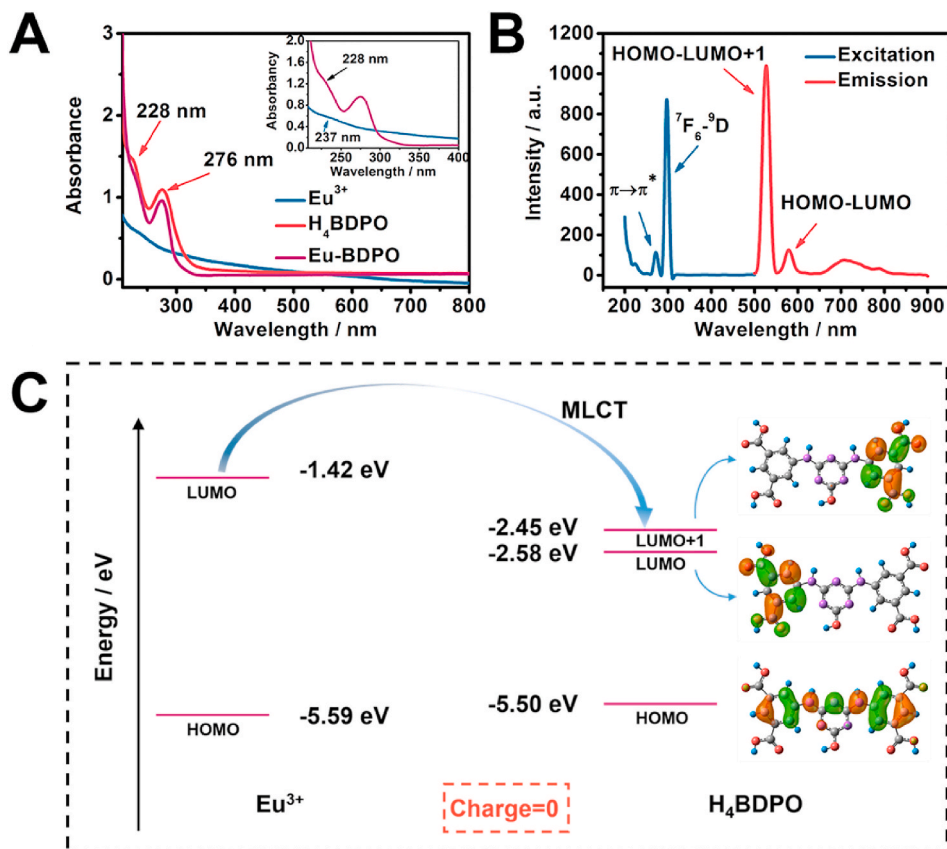 A
Absorbance
3
2
1
0
300
400
500
600
700
800
Wavelength / nm
228 nm
276 nm
Eu³⁺
H₄BDPO
Eu-BDPO
Absorbancy
2.0
1.6
1.2
0.8
0.4
0.0
250
300
350
400
Wavelength / nm
228 nm
237 nm
B
Intensity / a.u.
1200
1000
800
600
400
200
0
200
300
400
500
600
700
800
900
Wavelength / nm
HOMO-LUMO+1
Excitation
Emission
⁷F₆-⁹D
π→π*
HOMO-LUMO
C
Energy / eV
MLCT
LUMO
-1.42 eV
-2.45 eV
LUMO+1
-2.58 eV
LUMO
HOMO
-5.59 eV
-5.50 eV
HOMO
Eu³⁺
Charge=0
H₄BDPO